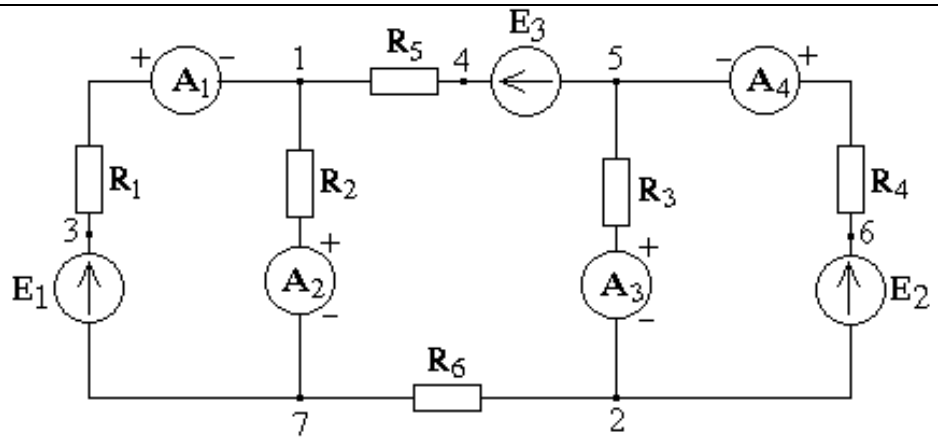 E3
R5
1
4
5
+ A1 -
- A4 +
R1
R2
R3
R4
3
6
+
+
E1
A2
A3
E2
-
-
R6
7
2